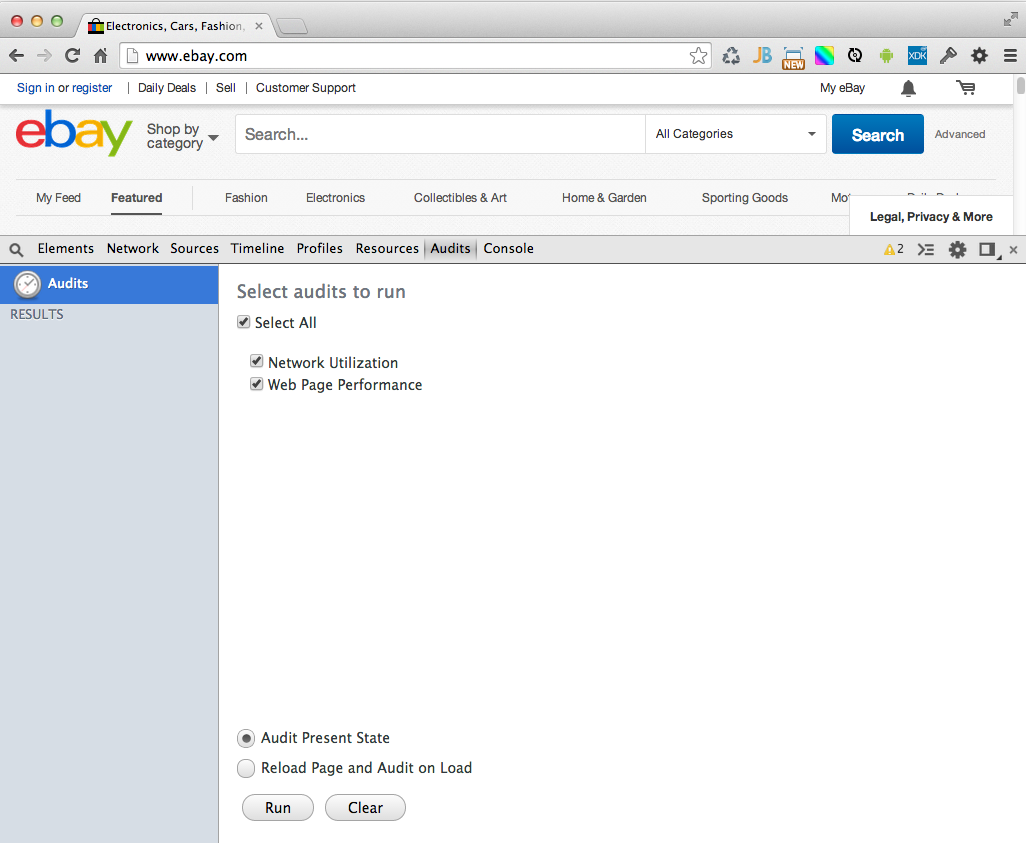 Electronics, Cars, Fashion,
www.ebay.com
JB
NEW
XDK
Sign in or register | Daily Deals | Sell | Customer Support My eBay
ebay
Shop by
category
Search...
All Categories
Search
Advanced
My Feed Featured Fashion Electronics Collectibles & Art Home & Garden Sporting Goods
Legal, Privacy & More
Elements Network Sources Timeline Profiles Resources Audits Console 2
Audits
RESULTS
Select audits to run
Select All
Network Utilization
Web Page Performance
Audit Present State
Reload Page and Audit on Load
Run Clear